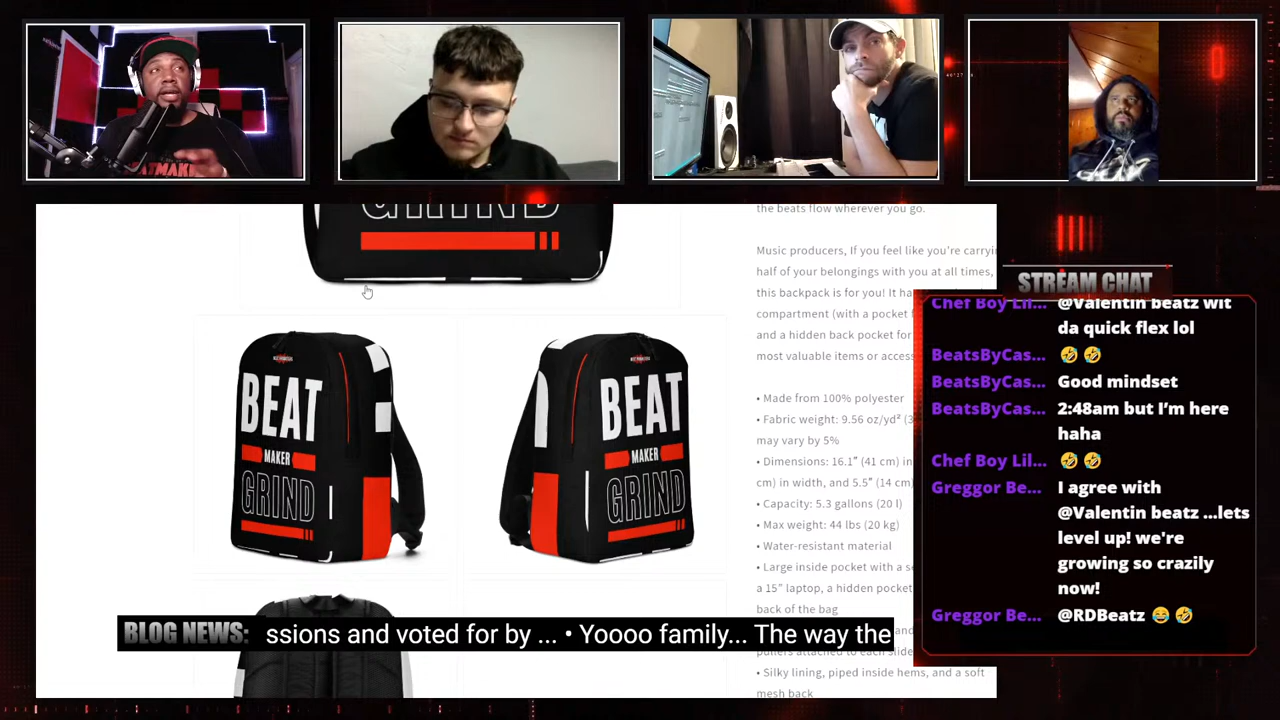 GRIND
the beats flow wherever you go.
Music producers, If you feel like you're carryin
half of your belongings with you at all times,
this backpack is for you! It ha
compartment (with a pocket f
and a hidden back pocket for
most valuable items or access
• Made from 100% polyester
• Fabric weight: 9.56 oz/yd² (3
may vary by 5%
• Dimensions: 16.1″ (41 cm) in
cm) in width, and 5.5″ (14 cm)
• Capacity: 5.3 gallons (20 l)
• Max weight: 44 lbs (20 kg)
• Water-resistant material
• Large inside pocket with a se
a 15” laptop, a hidden pocket
back of the bag
• Silky lining, piped inside hems, and a soft
mesh back
BEAT
MAKER
GRIND
BEAT
MAKER
GRIND
STREAM CHAT
Chef Boy Lil... @Valentin beatz wit
da quick flex lol
BeatsByCas... 🤣 🤣
BeatsByCas... Good mindset
BeatsByCas... 2:48am but I’m here
haha
Chef Boy Lil... 🤣 🤣
Greggor Be... I agree with
@Valentin beatz ...lets
level up! we're
growing so crazily
now!
Greggor Be... @RDBeatz 😂 🤣
BLOG NEWS: ssions and voted for by ... • Yoooo family... The way the